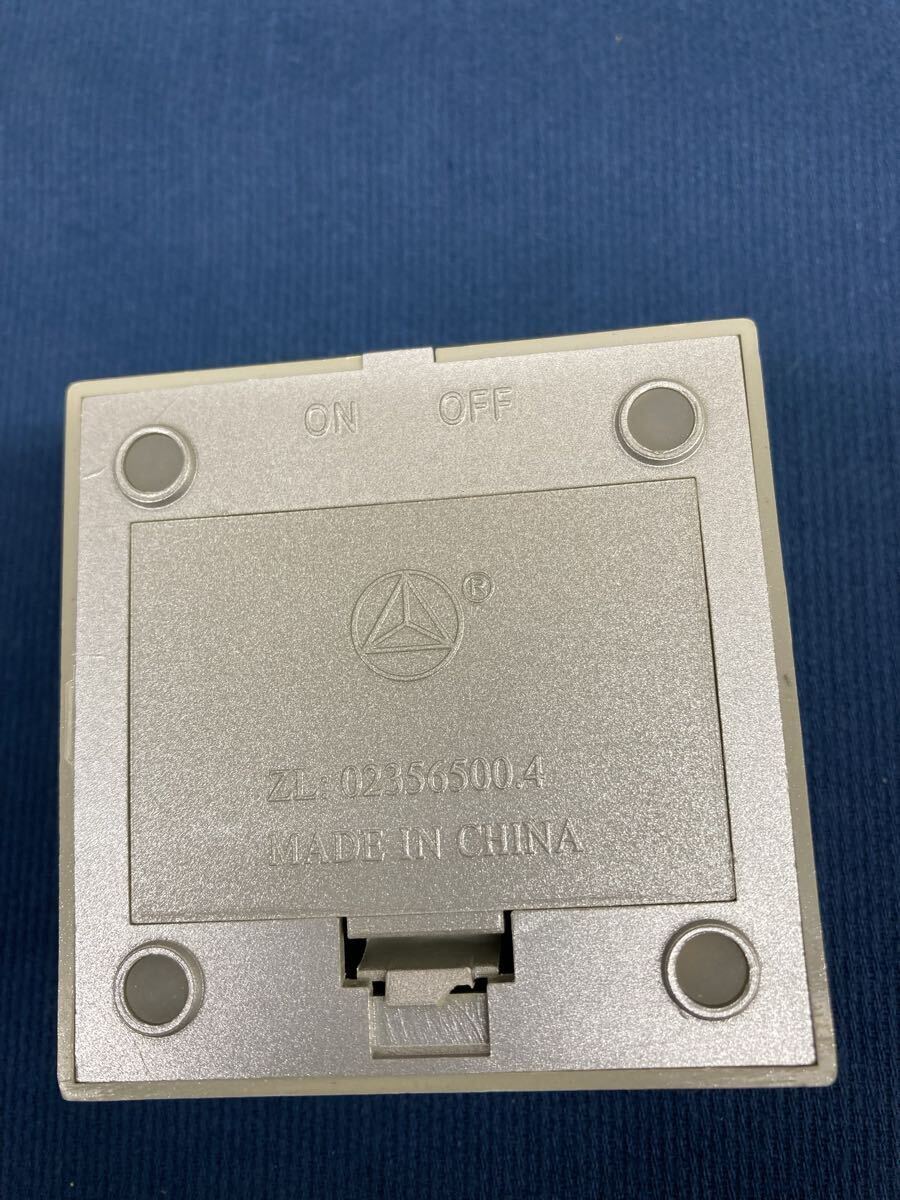 ON OFF
®
ZL: 02356500.4
MADE IN CHINA